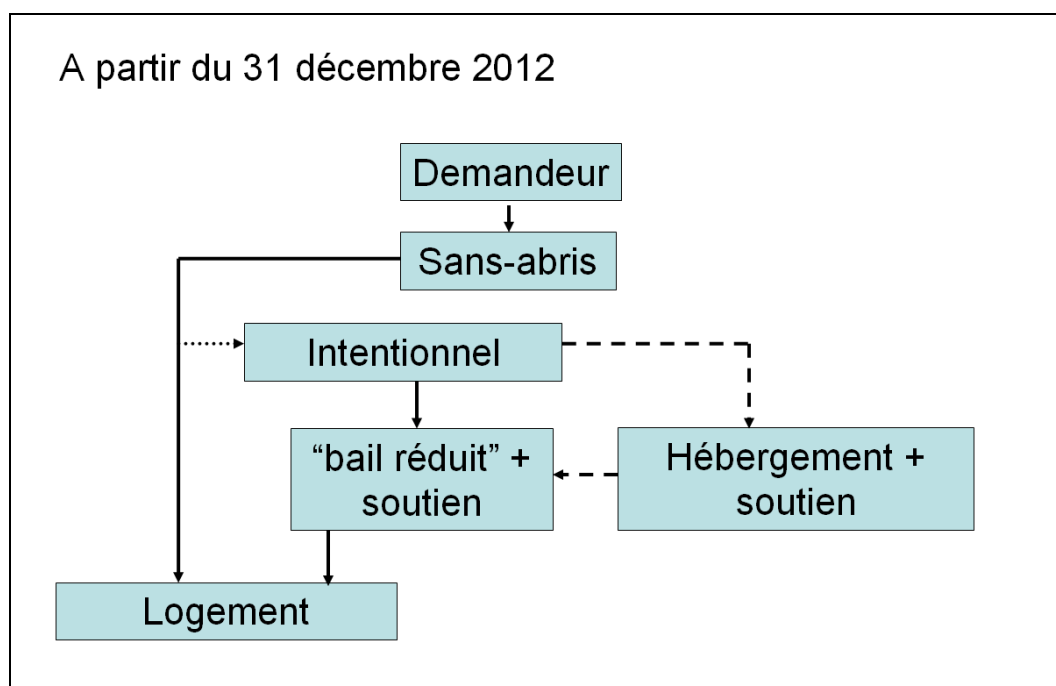 A partir du 31 décembre 2012
Demandeur
Sans-abris
Intentionnel
“bail réduit” +
soutien
Hébergement +
soutien
Logement